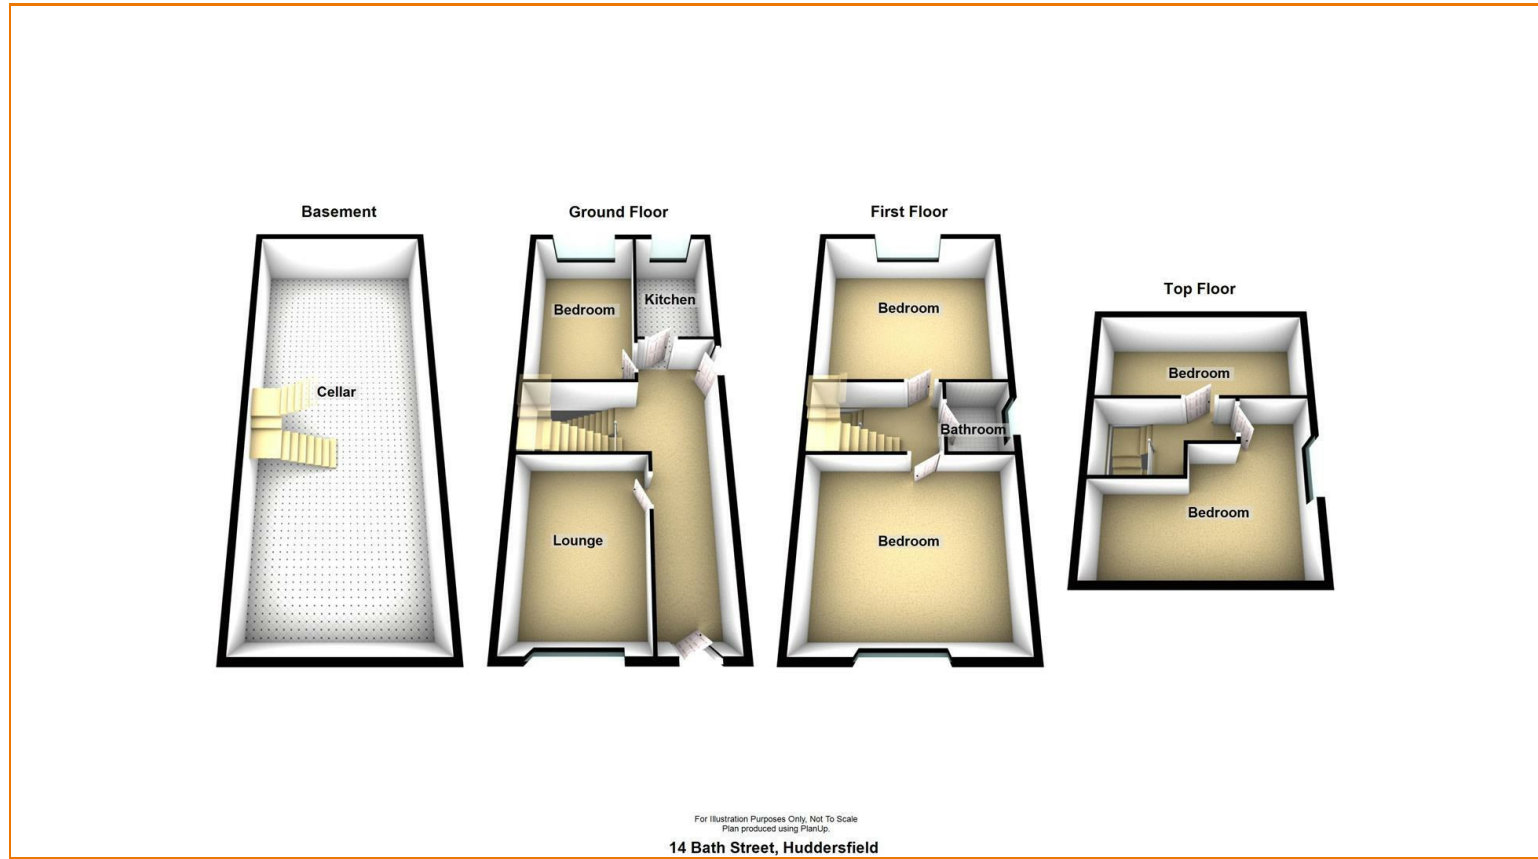 Basement
Ground Floor
First Floor
Top Floor
Cellar
Bedroom
Kitchen
Lounge
Bedroom
Bathroom
Bedroom
Bedroom
Bedroom
For Illustration Purposes Only, Not To Scale
Plan produced using PlanUp.
14 Bath Street, Huddersfield